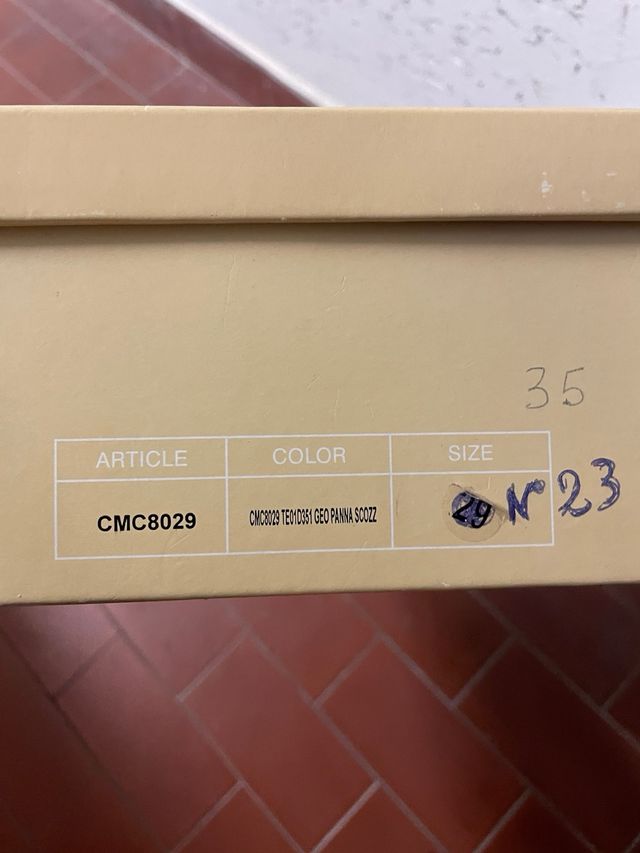 35
ARTICLE COLOR SIZE
CMC8029 CMC8029 TE01D351 GEO PANNA SCOZZ 29 N° 23